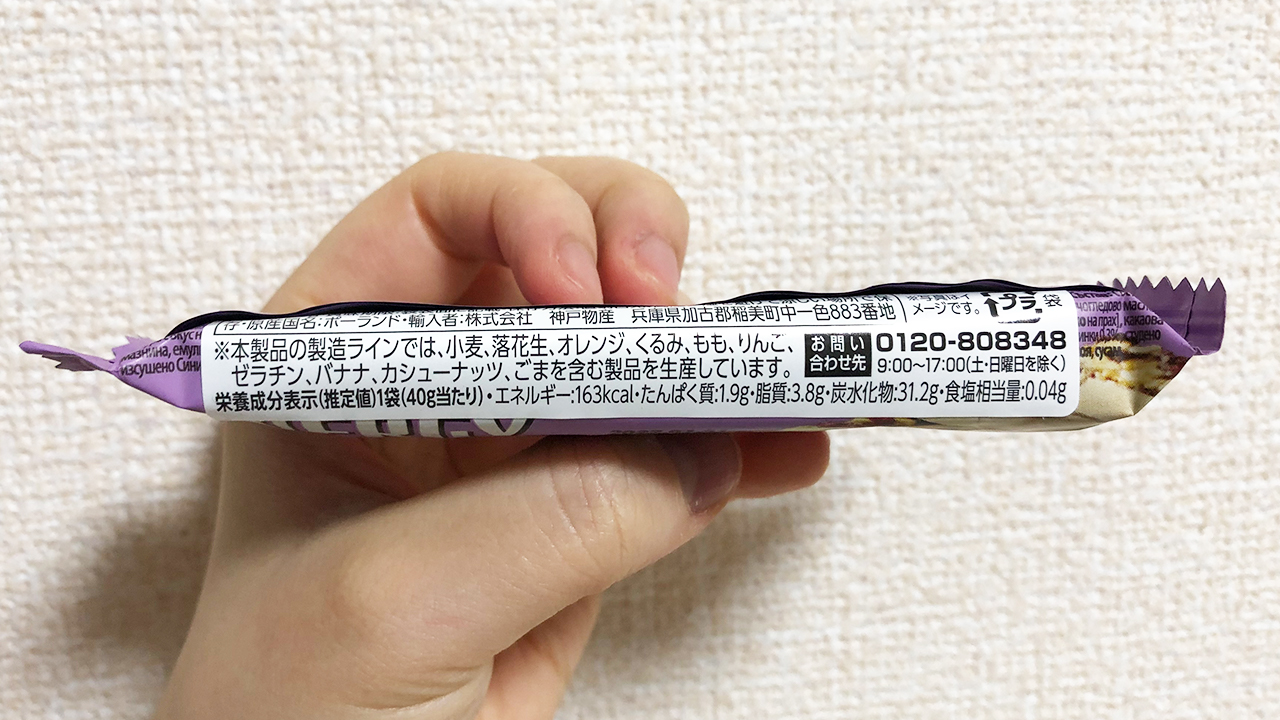 存・原産国名:ポーランド・輸入者:株式会社 神戸物産 兵庫県加古郡稲美町中一色883番地
メージです。
プラ 袋
※本製品の製造ラインでは、小麦、落花生、オレンジ、くるみ、もも、りんご、
ゼラチン、バナナ、カシューナッツ、ごまを含む製品を生産しています。
お問い
合わせ先
0120-808348
9:00〜17:00(土・日曜日を除く)
栄養成分表示(推定値)1袋(40g当たり)・エネルギー:163kcal・たんぱく質:1.9g・脂質:3.8g・炭水化物:31.2g・食塩相当量:0.04g